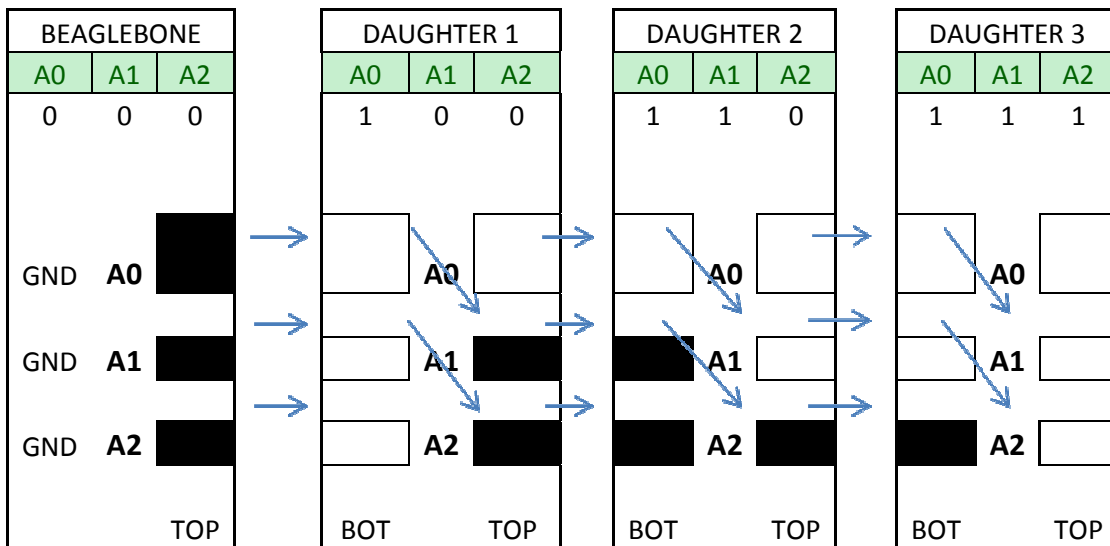 BEAGLEBONE DAUGHTER 1 DAUGHTER 2 DAUGHTER 3
A0 A1 A2 A0 A1 A2 A0 A1 A2 A0 A1 A2
0 0 0 1 0 0 1 1 0 1 1 1
GND A0 A0 A0 A0
GND A1 A1 A1 A1
GND A2 A2 A2 A2
TOP BOT TOP BOT TOP BOT TOP